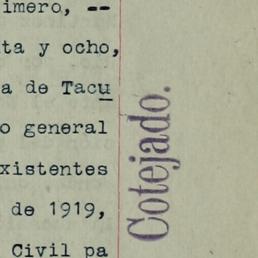 imero, --
ta y ocho,
a de Tacu
o general
xistentes
de 1919,
Civil pa
Cotejado.